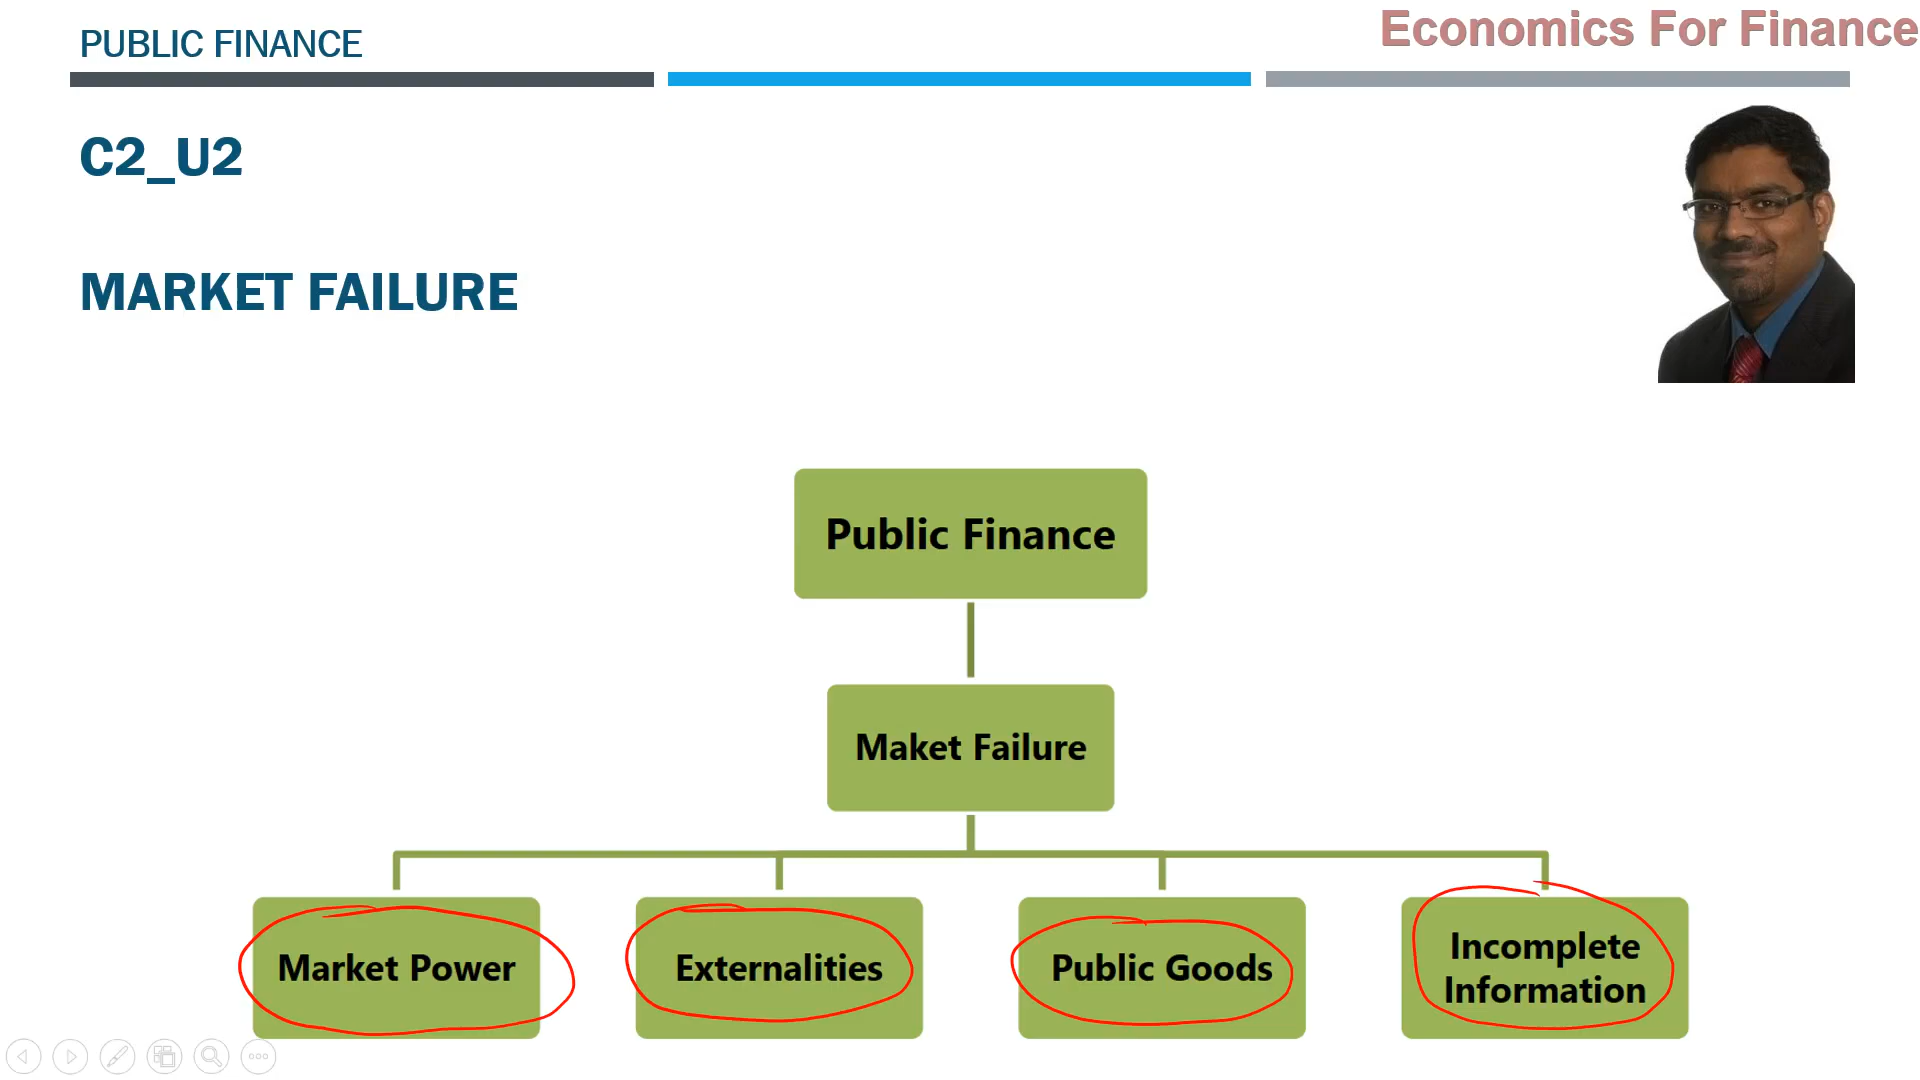 PUBLIC FINANCE
Economics For Finance
C2_U2
MARKET FAILURE
Public Finance
Maket Failure
Market Power
Externalities
Public Goods
Incomplete
Information